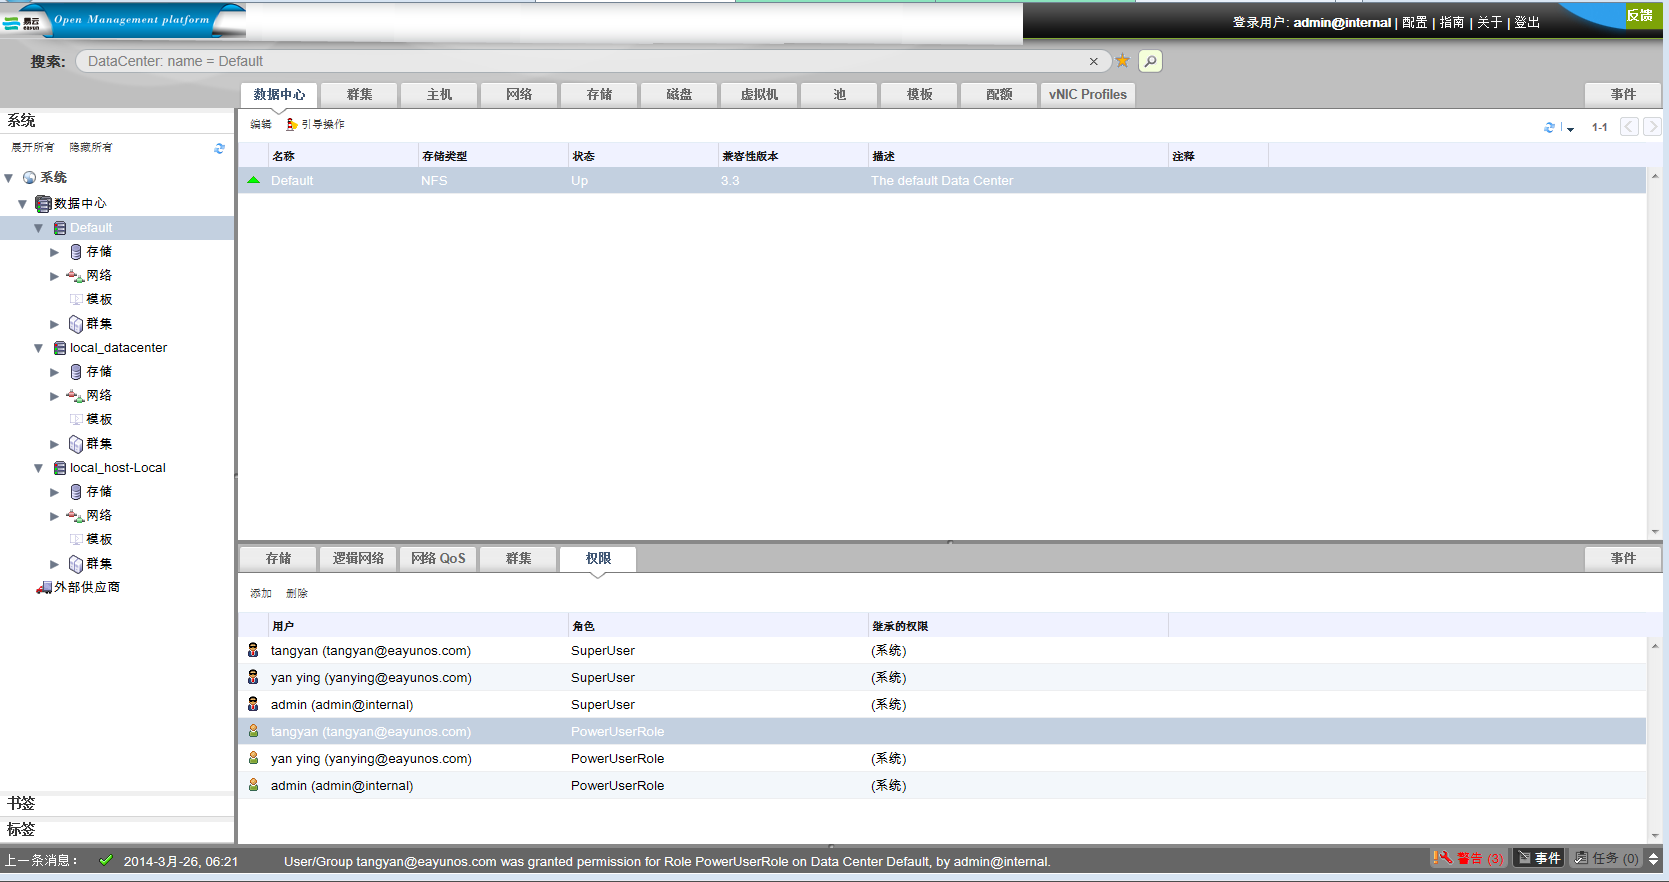 易云
eayun
Open Management platform
登录用户: admin@internal | 配置 | 指南 | 关于 | 登出
反馈
搜索:
DataCenter: name = Default
数据中心 群集 主机 网络 存储 磁盘 虚拟机 池 模板 配额 vNIC Profiles 事件
系统
展开所有 隐藏所有
编辑 引导操作
1-1
名称 存储类型 状态 兼容性版本 描述 注释
Default NFS Up 3.3 The default Data Center
系统
数据中心
Default
存储
网络
模板
群集
local_datacenter
存储
网络
模板
群集
local_host-Local
存储
网络
模板
群集
外部供应商
存储 逻辑网络 网络 QoS 群集 权限 事件
添加 删除
用户 角色 继承的权限
tangyan (tangyan@eayunos.com) SuperUser (系统)
yan ying (yanying@eayunos.com) SuperUser (系统)
admin (admin@internal) SuperUser (系统)
tangyan (tangyan@eayunos.com) PowerUserRole
yan ying (yanying@eayunos.com) PowerUserRole (系统)
admin (admin@internal) PowerUserRole (系统)
书签
标签
上一条消息: 2014-3月-26, 06:21 User/Group tangyan@eayunos.com was granted permission for Role PowerUserRole on Data Center Default, by admin@internal.
警告 (3) 事件 任务 (0)